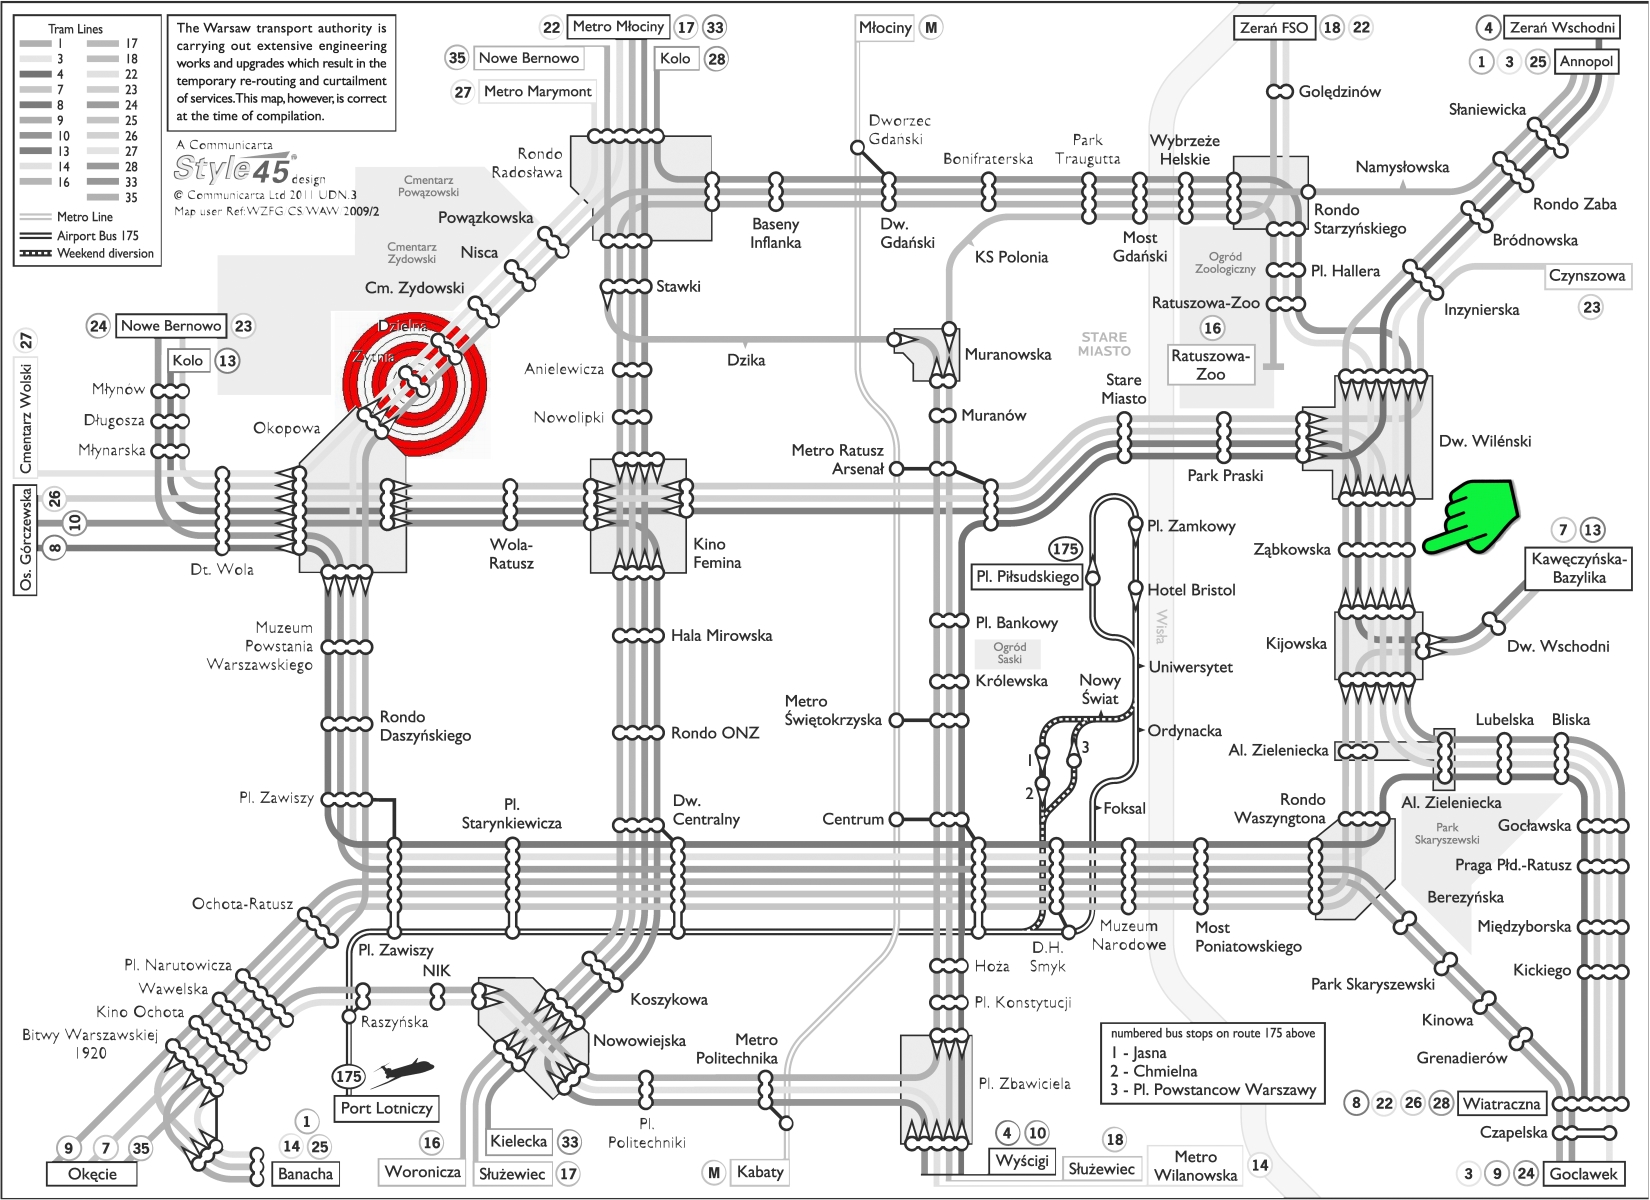 Tram Lines
1 17
3 18
4 22
7 23
8 24
9 25
10 26
13 27
14 28
16 33
35
Metro Line
Airport Bus 175
Weekend diversion
The Warsaw transport authority is
carrying out extensive engineering
works and upgrades which result in the
temporary re-routing and curtailment
of services. This map, however, is correct
at the time of compilation.
A Communicarta
Style45®
design
© Communicarta Ltd 2011 UDN.3
Map user Ref:WZFG/CS/WAW/2009/2
22 Metro Młociny 17 33
35 Nowe Bernowo
Kolo 28
27 Metro Marymont
Młociny M
Zerań FSO 18 22
4 Zerań Wschodni
1 3 25 Annopol
Golędzinów
Słaniewicka
Dworzec
Gdański
Rondo
Radosława
Bonifraterska
Park
Traugutta
Wybrzeże
Helskie
Namysłowska
Rondo Zaba
Cmentarz
Powązowski
Powązkowska
Baseny
Inflanka
Dw.
Gdański
KS Polonia
Most
Gdański
Rondo
Starzyńskiego
Bródnowska
Cmentarz
Zydowski
Nisca
Cm. Zydowski
Stawki
Ogród
Zoologiczny
Pl. Hallera
Czynszowa
23
Ratuszowa-Zoo
Inzynierska
16
Ratuszowa-
Zoo
24 Nowe Bernowo 23
Kolo 13
Dzielna
Zytnia
Dzika
Muranowska
STARE
MIASTO
27
Cmentarz Wolski
Młynów
Długosza
Młynarska
Okopowa
Anielewicza
Nowolipki
Muranów
Stare
Miasto
Metro Ratusz
Arsenał
Park Praski
Dw. Wilénski
Os. Górczewska
26
10
8
Dt. Wola
Wola-
Ratusz
Kino
Femina
175
Pl. Piłsudskiego
Pl. Zamkowy
Hotel Bristol
Ząbkowska
7 13
Kawęczyńska-
Bazylika
Muzeum
Powstania
Warszawskiego
Hala Mirowska
Pl. Bankowy
Ogród
Saski
Królewska
Wisła
Uniwersytet
Kijowska
Dw. Wschodni
Nowy
Świat
Metro
Świętokrzyska
Rondo
Daszyńskiego
Rondo ONZ
Ordynacka
1
3
2
Al. Zieleniecka
Lubelska
Bliska
Pl. Zawiszy
Pl.
Starynkiewicza
Dw.
Centralny
Centrum
Foksal
Rondo
Waszyngtona
Al. Zieleniecka
Park
Skaryszewski
Gocławska
Praga Płd.-Ratusz
Berezyńska
Międzyborska
Kickiego
Ochota-Ratusz
Pl. Zawiszy
D.H.
Smyk
Muzeum
Narodowe
Most
Poniatowskiego
Park Skaryszewski
Kinowa
Grenadierów
Pl. Narutowicza
Wawelska
Kino Ochota
Bitwy Warszawskiej
1920
NIK
Raszyńska
Koszykowa
Nowowiejska
Metro
Politechnika
Hoża
Pl. Konstytucji
Pl. Zbawiciela
numbered bus stops on route 175 above
1 - Jasna
2 - Chmielna
3 - Pl. Powstancow Warszawy
175
Port Lotniczy
Pl.
Politechniki
8 22 26 28 Wiatraczna
Czapelska
3 9 24 Goclawek
9 7 35
Okęcie
1
14 25
Banacha
16
Woronicza
Kielecka 33
Służewiec 17
M Kabaty
4 10
Wyścigi
18
Służewiec
Metro
Wilanowska
14